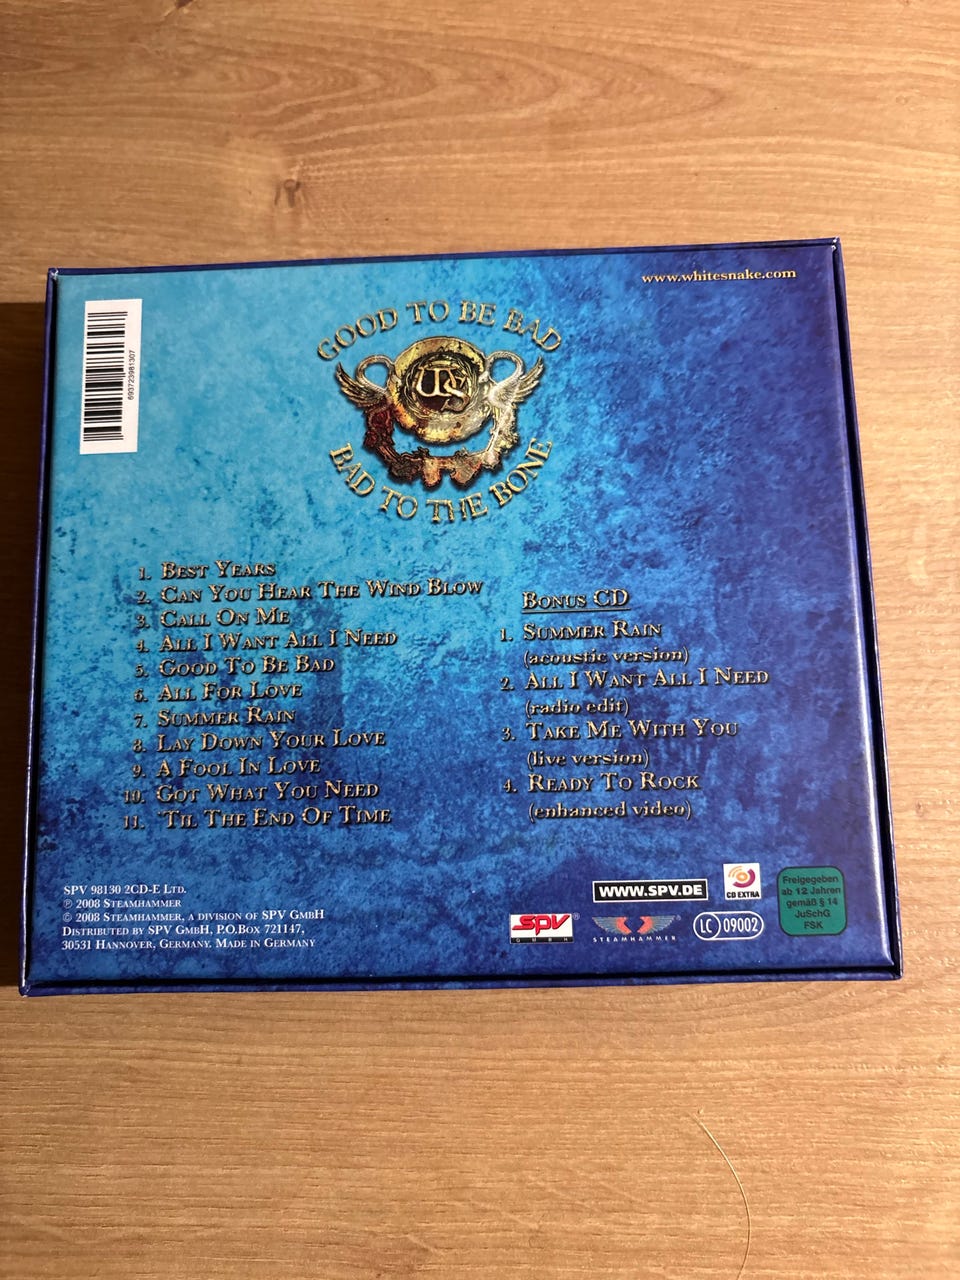 www.whitesnake.com
693723981307
GOOD TO BE BAD
WS
BAD TO THE BONE
1. BEST YEARS
2. CAN YOU HEAR THE WIND BLOW
3. CALL ON ME
4. ALL I WANT ALL I NEED
5. GOOD TO BE BAD
6. ALL FOR LOVE
7. SUMMER RAIN
8. LAY DOWN YOUR LOVE
9. A FOOL IN LOVE
10. GOT WHAT YOU NEED
11. 'TIL THE END OF TIME
BONUS CD
1. SUMMER RAIN
(acoustic version)
2. ALL I WANT ALL I NEED
(radio edit)
3. TAKE ME WITH YOU
(live version)
4. READY TO ROCK
(enhanced video)
SPV 98130 2CD-E LTD.
℗ 2008 STEAMHAMMER
© 2008 STEAMHAMMER, A DIVISION OF SPV GMBH
DISTRIBUTED BY SPV GMBH, P.O.BOX 721147,
30531 HANNOVER, GERMANY. MADE IN GERMANY
WWW.SPV.DE
CD EXTRA
SPV®
GMBH
STEAMHAMMER®
LC 09002
Freigegeben
ab 12 Jahren
gemäß § 14
JuSchG
FSK